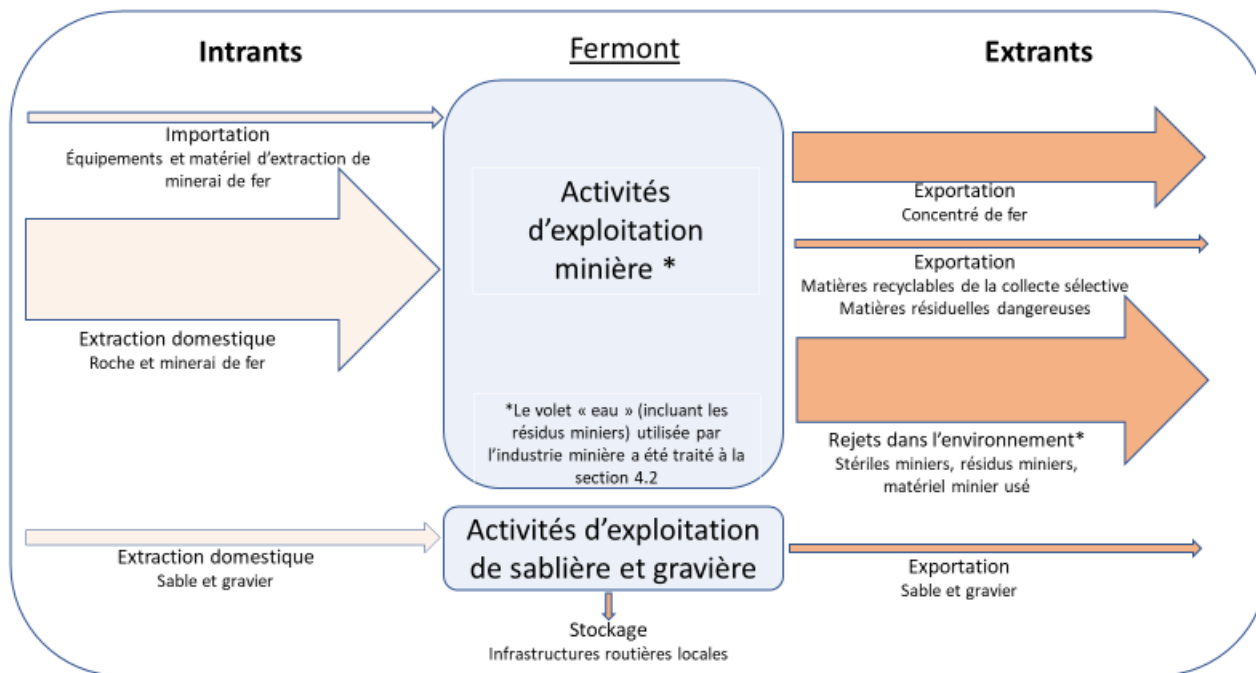 Intrants
Fermont
Extrants
Importation
Équipements et matériel d'extraction de
minerai de fer
Extraction domestique
Roche et minerai de fer
Activités
d'exploitation
minière *
*Le volet « eau » (incluant les
résidus miniers) utilisée par
l'industrie minière a été traité à la
section 4.2
Exportation
Concentré de fer
Exportation
Matières recyclables de la collecte sélective
Matières résiduelles dangereuses
Rejets dans l'environnement*
Stériles miniers, résidus miniers,
matériel minier usé
Extraction domestique
Sable et gravier
Activités d'exploitation
de sablière et gravière
Exportation
Sable et gravier
Stockage
Infrastructures routières locales